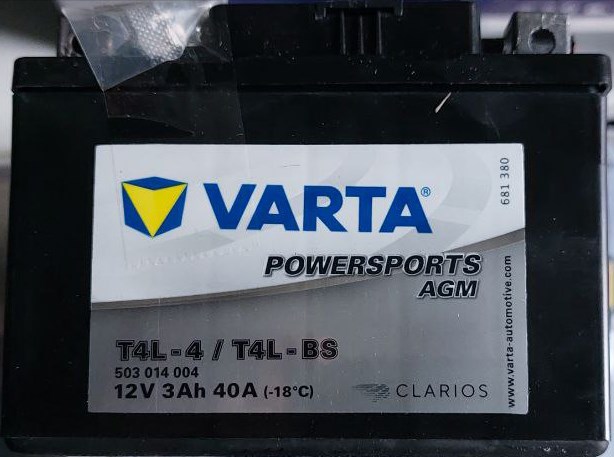 VARTA®
681 380
POWERSPORTS
AGM
T4L-4 / T4L-BS
503 014 004
12V 3Ah 40A (-18°C)
CLARIOS
www.varta-automotive.com